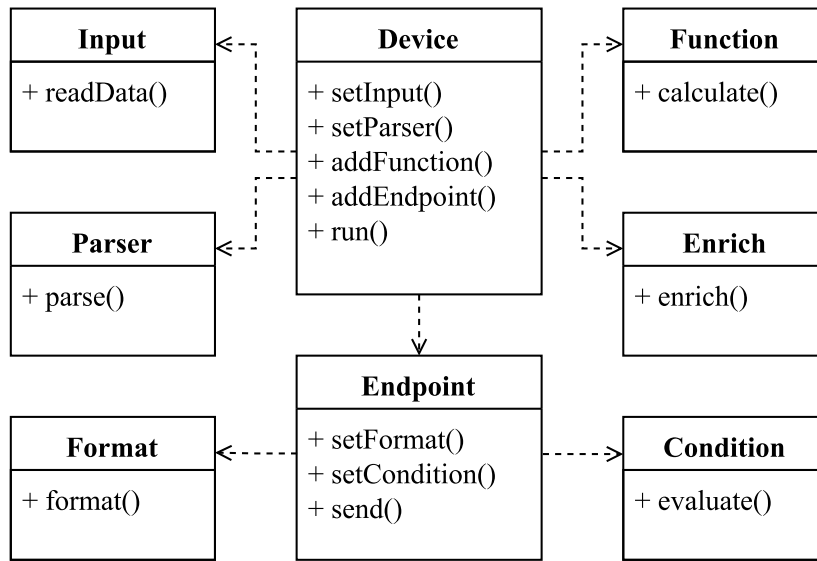 Input
+ readData()
Device
+ setInput()
+ setParser()
+ addFunction()
+ addEndpoint()
+ run()
Function
+ calculate()
Parser
+ parse()
Enrich
+ enrich()
Endpoint
+ setFormat()
+ setCondition()
+ send()
Format
+ format()
Condition
+ evaluate()